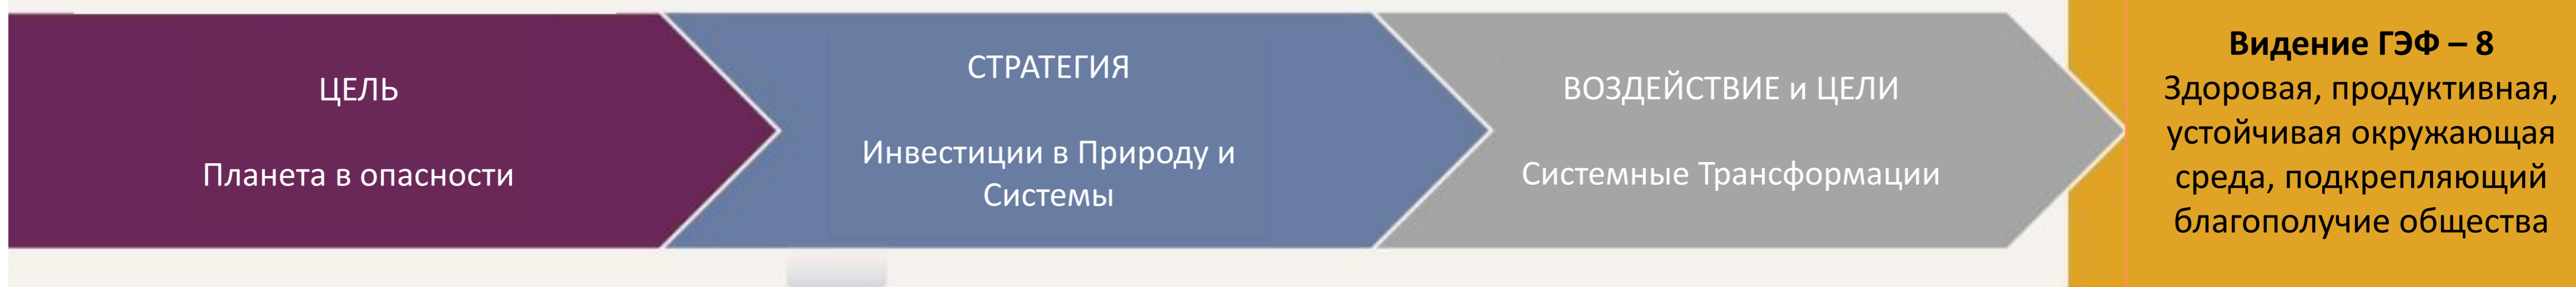 ЦЕЛЬ
Планета в опасности
СТРАТЕГИЯ
Инвестиции в Природу и
Системы
ВОЗДЕЙСТВИЕ и ЦЕЛИ
Системные Трансформации
Видение ГЭФ – 8
Здоровая, продуктивная,
устойчивая окружающая
среда, подкрепляющий
благополучие общества